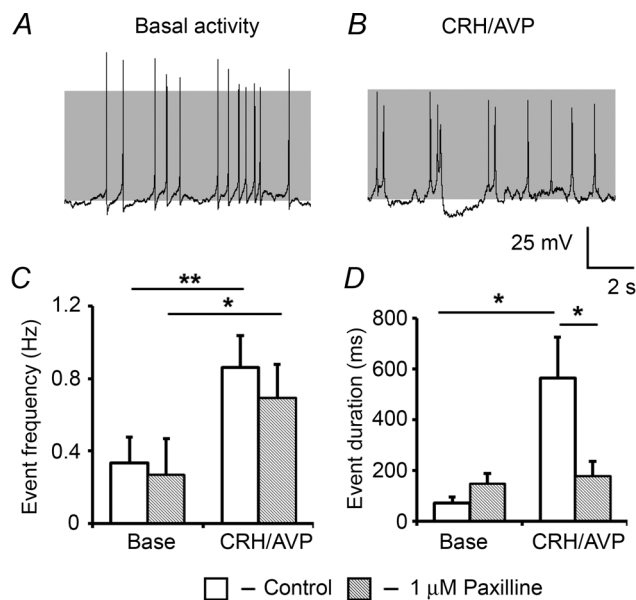 A Basal activity
B CRH/AVP
25 mV
2 s
C
**
*
1.2
0.8
0.4
0
Event frequency (Hz)
Base CRH/AVP
D
*
*
800
600
400
200
0
Event duration (ms)
Base CRH/AVP
– Control – 1 μM Paxilline